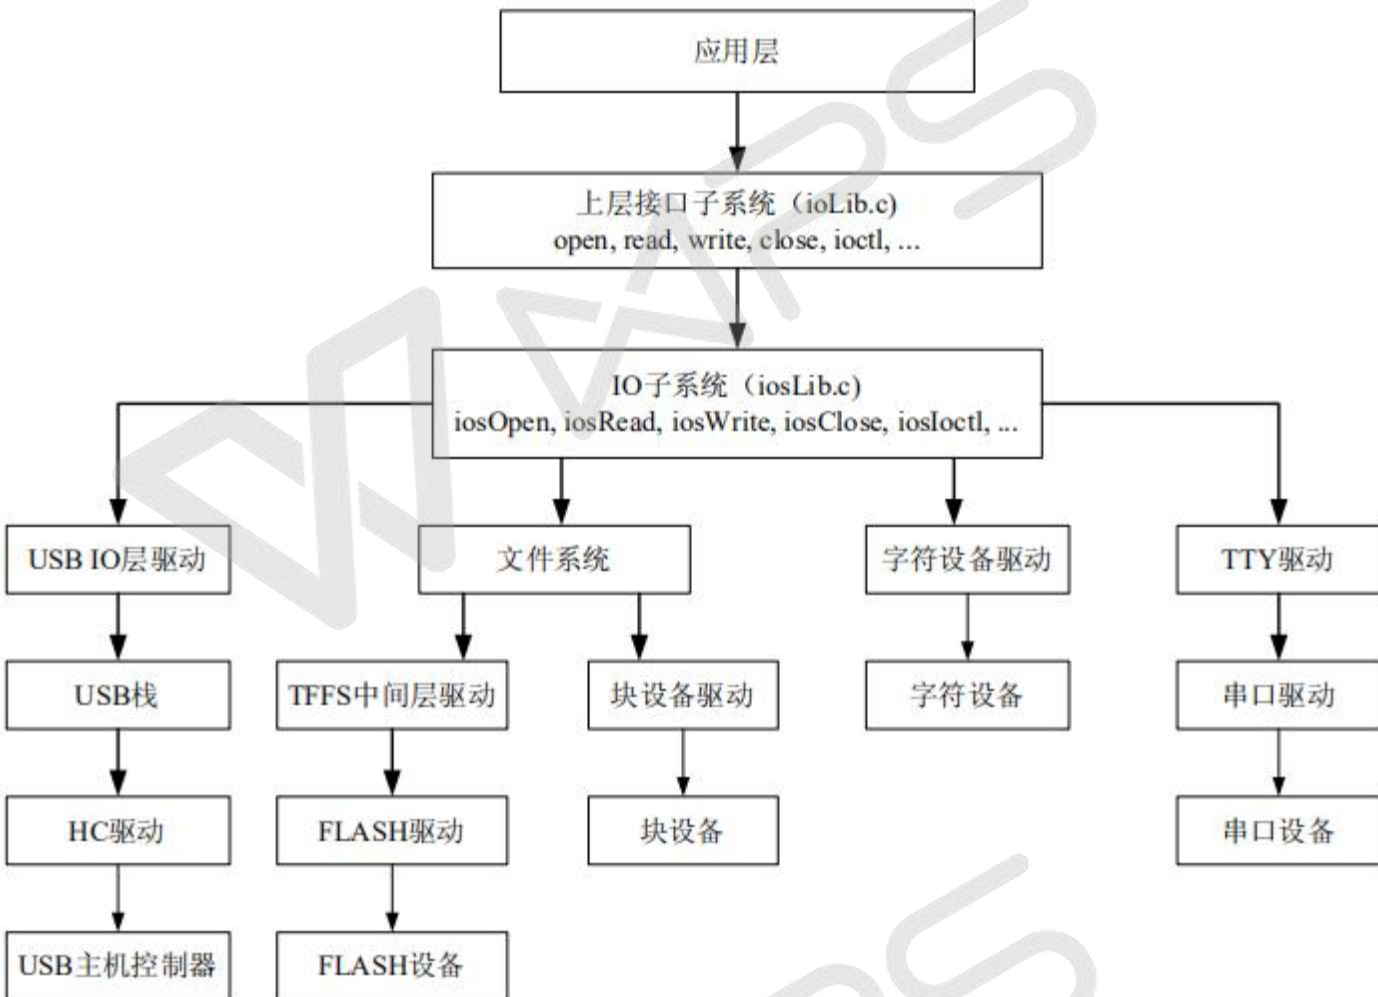 应用层
上层接口子系统（ioLib.c)
open, read, write, close, ioctl, ...
IO子系统（iosLib.c)
iosOpen, iosRead, iosWrite, iosClose, iosIoctl, ...
USB IO层驱动
文件系统
字符设备驱动
TTY驱动
USB栈
TFFS中间层驱动
块设备驱动
字符设备
串口驱动
HC驱动
FLASH驱动
块设备
串口设备
USB主机控制器
FLASH设备
WPS